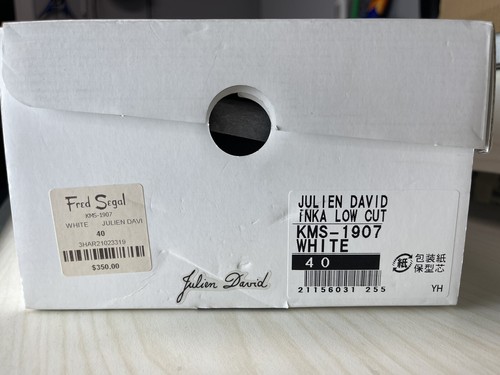 Fred Segal
KMS-1907
WHITE JULIEN DAVI
40
3HAR21023319
$350.00
Julien David
JULIEN DAVID
INKA LOW CUT
KMS-1907
WHITE
40
21156031 255
紙
包装紙
保型芯
YH